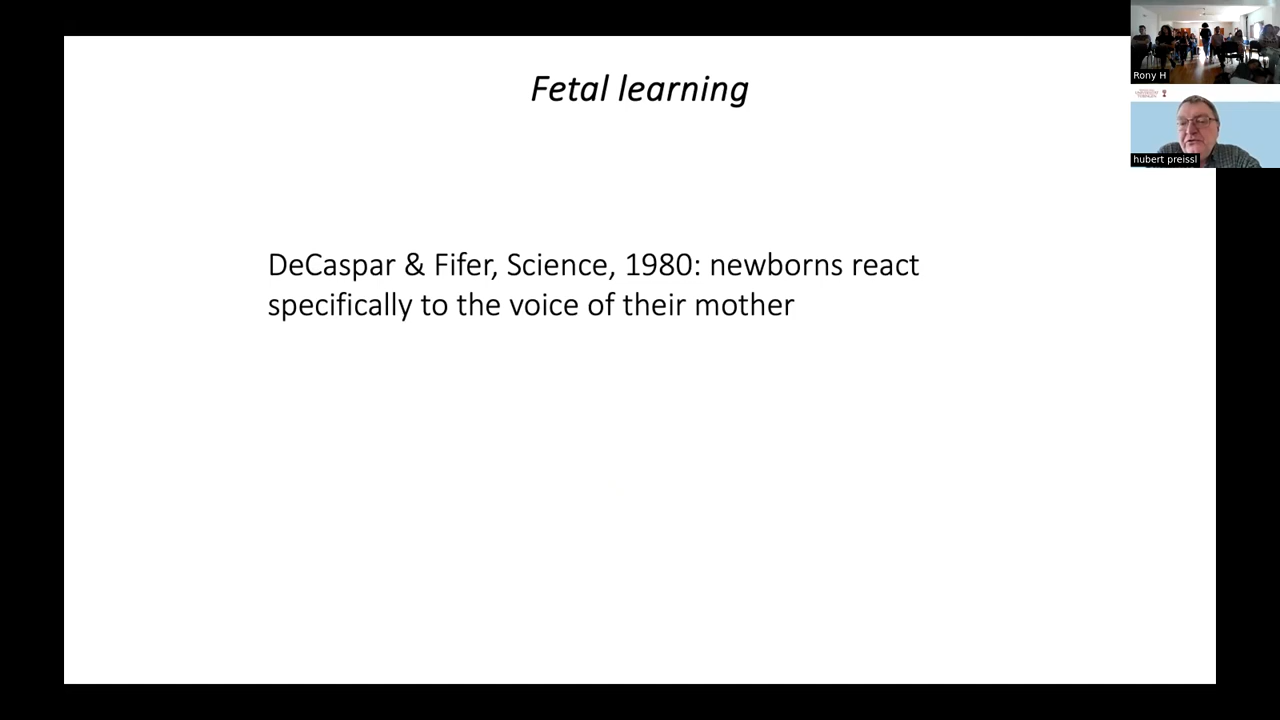 Fetal learning
DeCaspar & Fifer, Science, 1980: newborns react
specifically to the voice of their mother
Rony H
hubert preissl